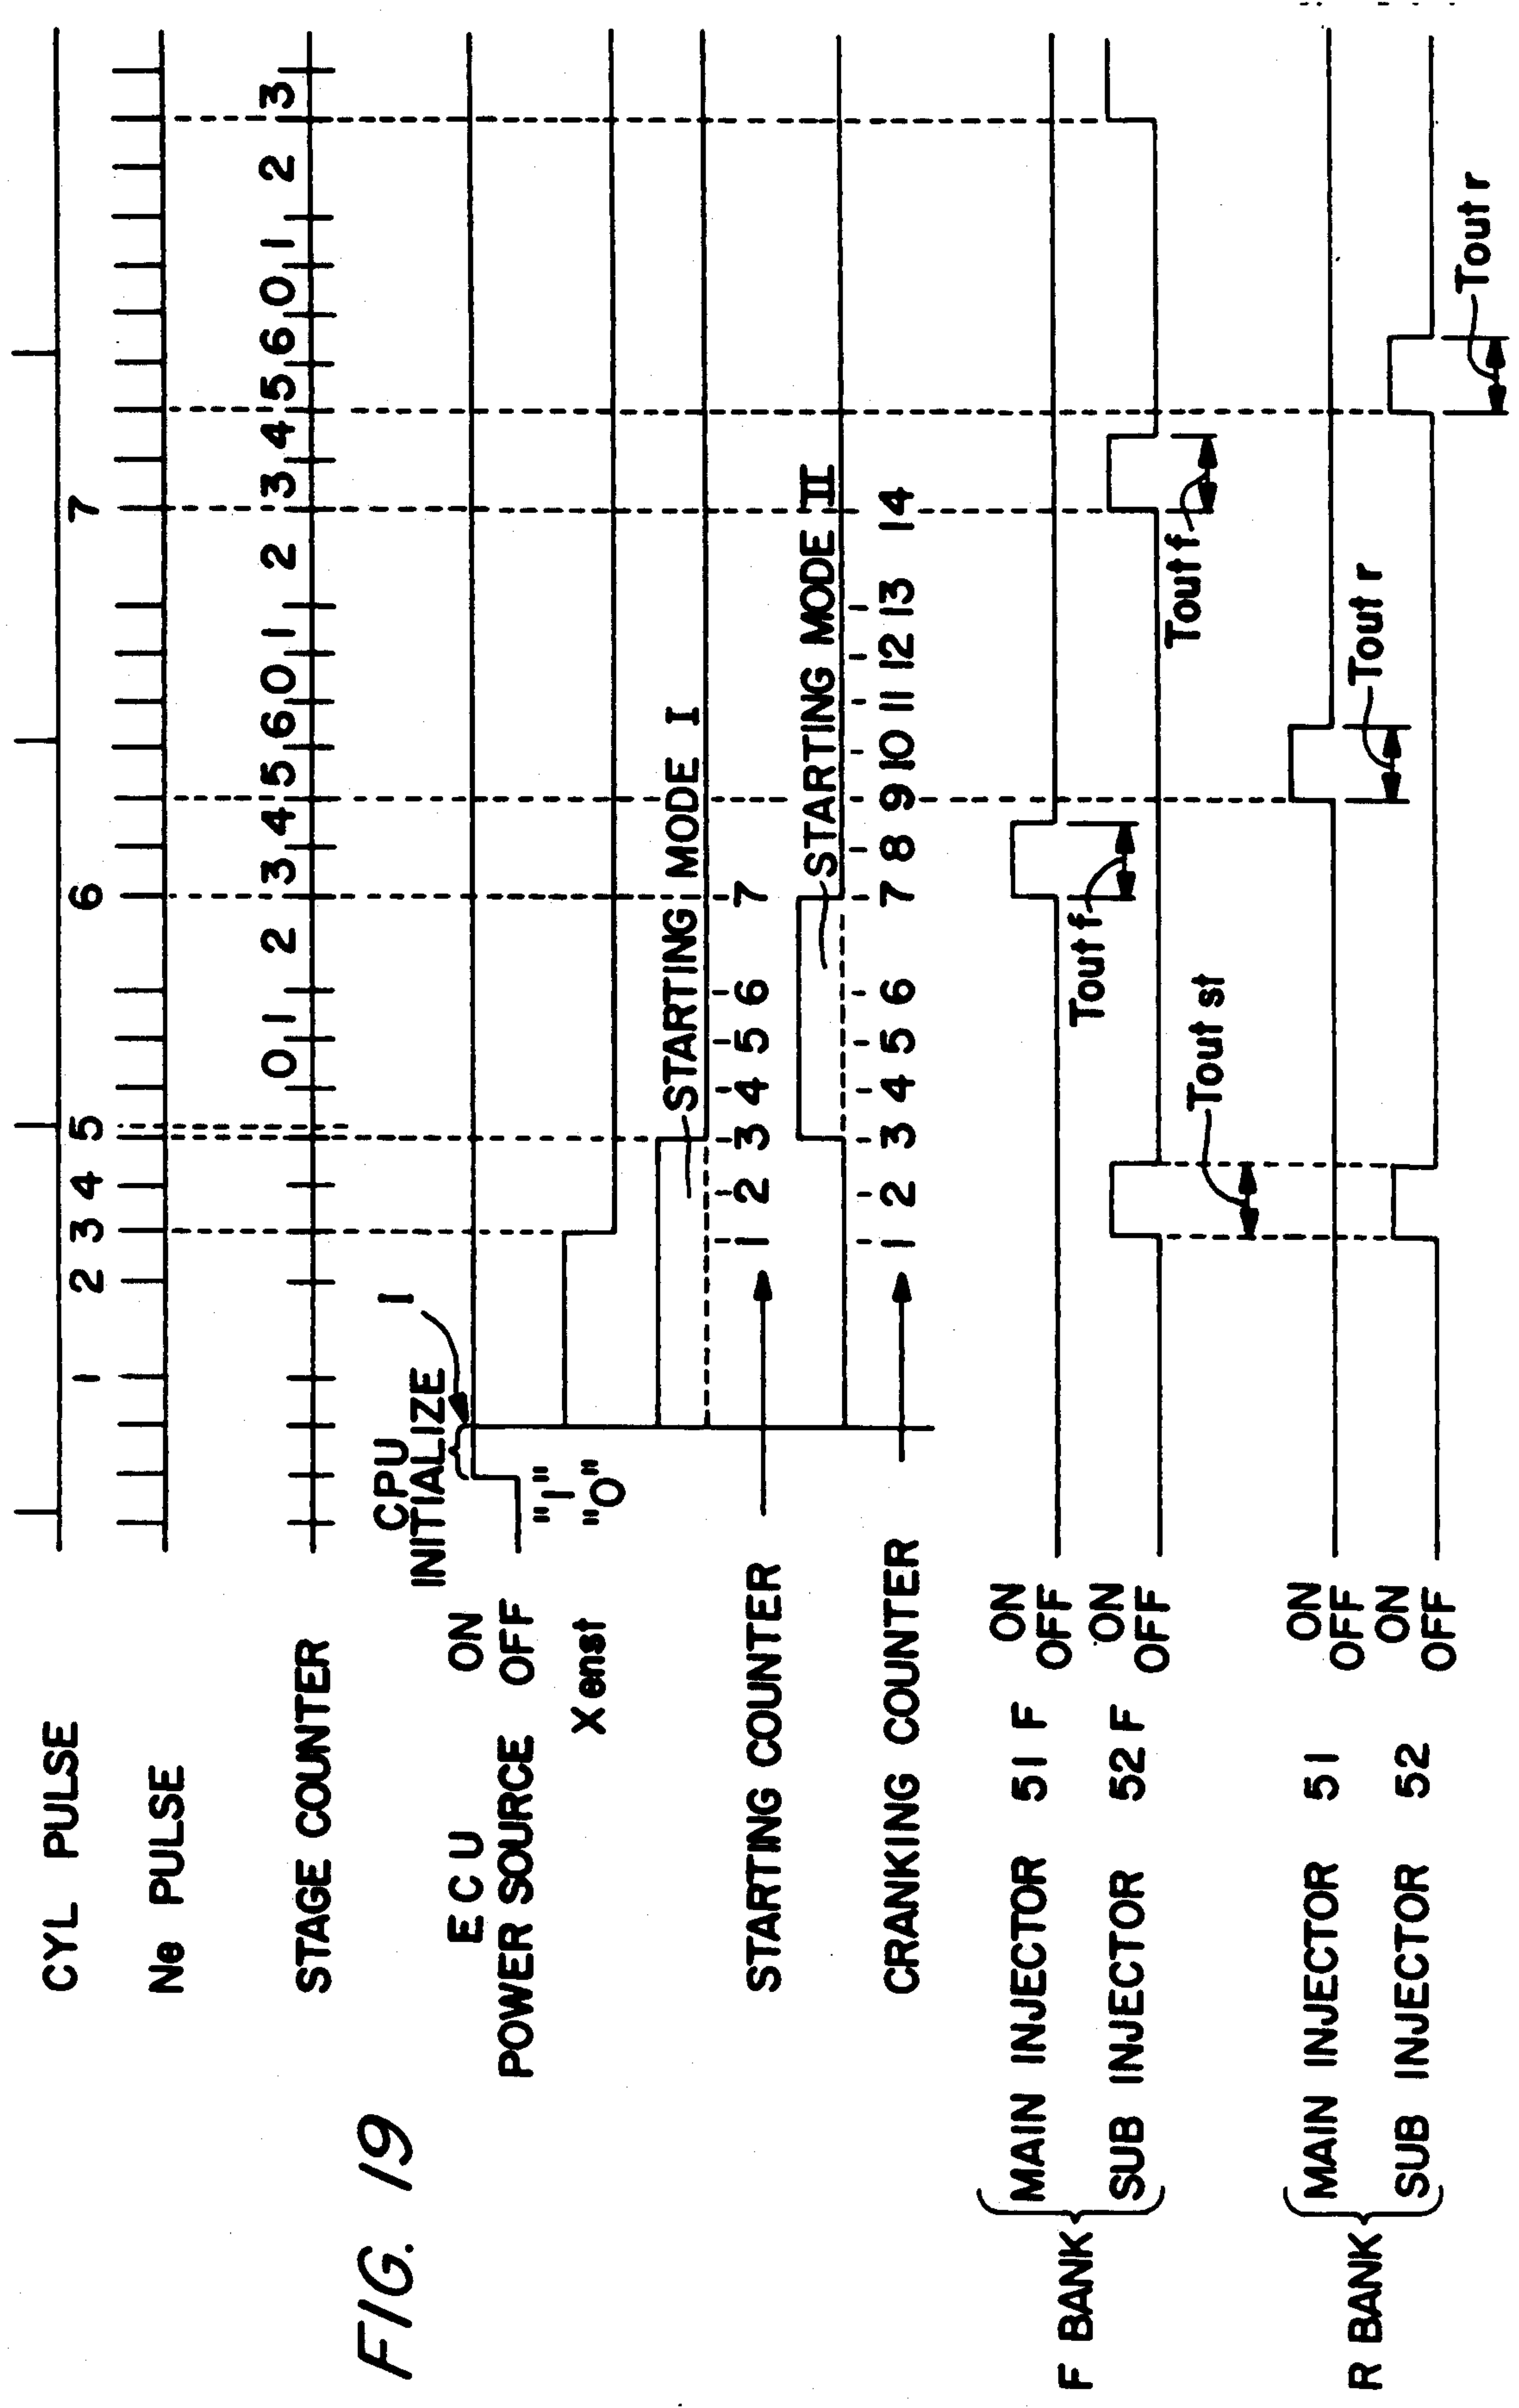 FIG. 19
CYL PULSE
1 2 3 4 5 6 7
Ne PULSE
STAGE COUNTER
0 1 2 3 4 5 6 0 1 2 3 4 5 6 0 1 2 3
CPU
INITIALIZE
I
ECU
POWER SOURCE
ON
OFF
"1"
"0"
X enst
STARTING MODE I
STARTING COUNTER
1 2 3 4 5 6 7
STARTING MODE II
CRANKING COUNTER
1 2 3 4 5 6 7 8 9 10 11 12 13 14
F BANK
MAIN INJECTOR 51F
ON
OFF
Tout f
SUB INJECTOR 52F
ON
OFF
Tout f
Tout st
R BANK
MAIN INJECTOR 51
ON
OFF
Tout r
SUB INJECTOR 52
ON
OFF
Tout r